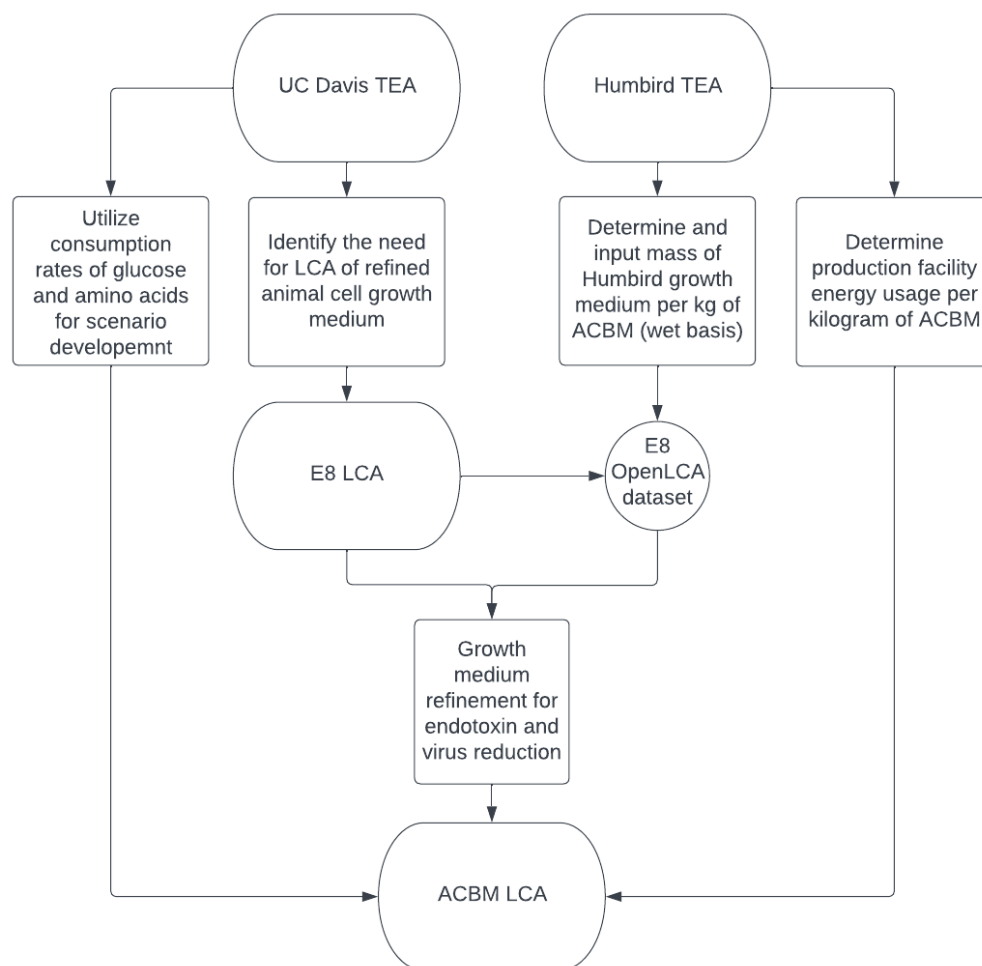 UC Davis TEA
Humbird TEA
Utilize
consumption
rates of glucose
and amino acids
for scenario
developemnt
Identify the need
for LCA of refined
animal cell growth
medium
Determine and
input mass of
Humbird growth
medium per kg of
ACBM (wet basis)
Determine
production facility
energy usage per
kilogram of ACBM
E8 LCA
E8
OpenLCA
dataset
Growth
medium
refinement for
endotoxin and
virus reduction
ACBM LCA